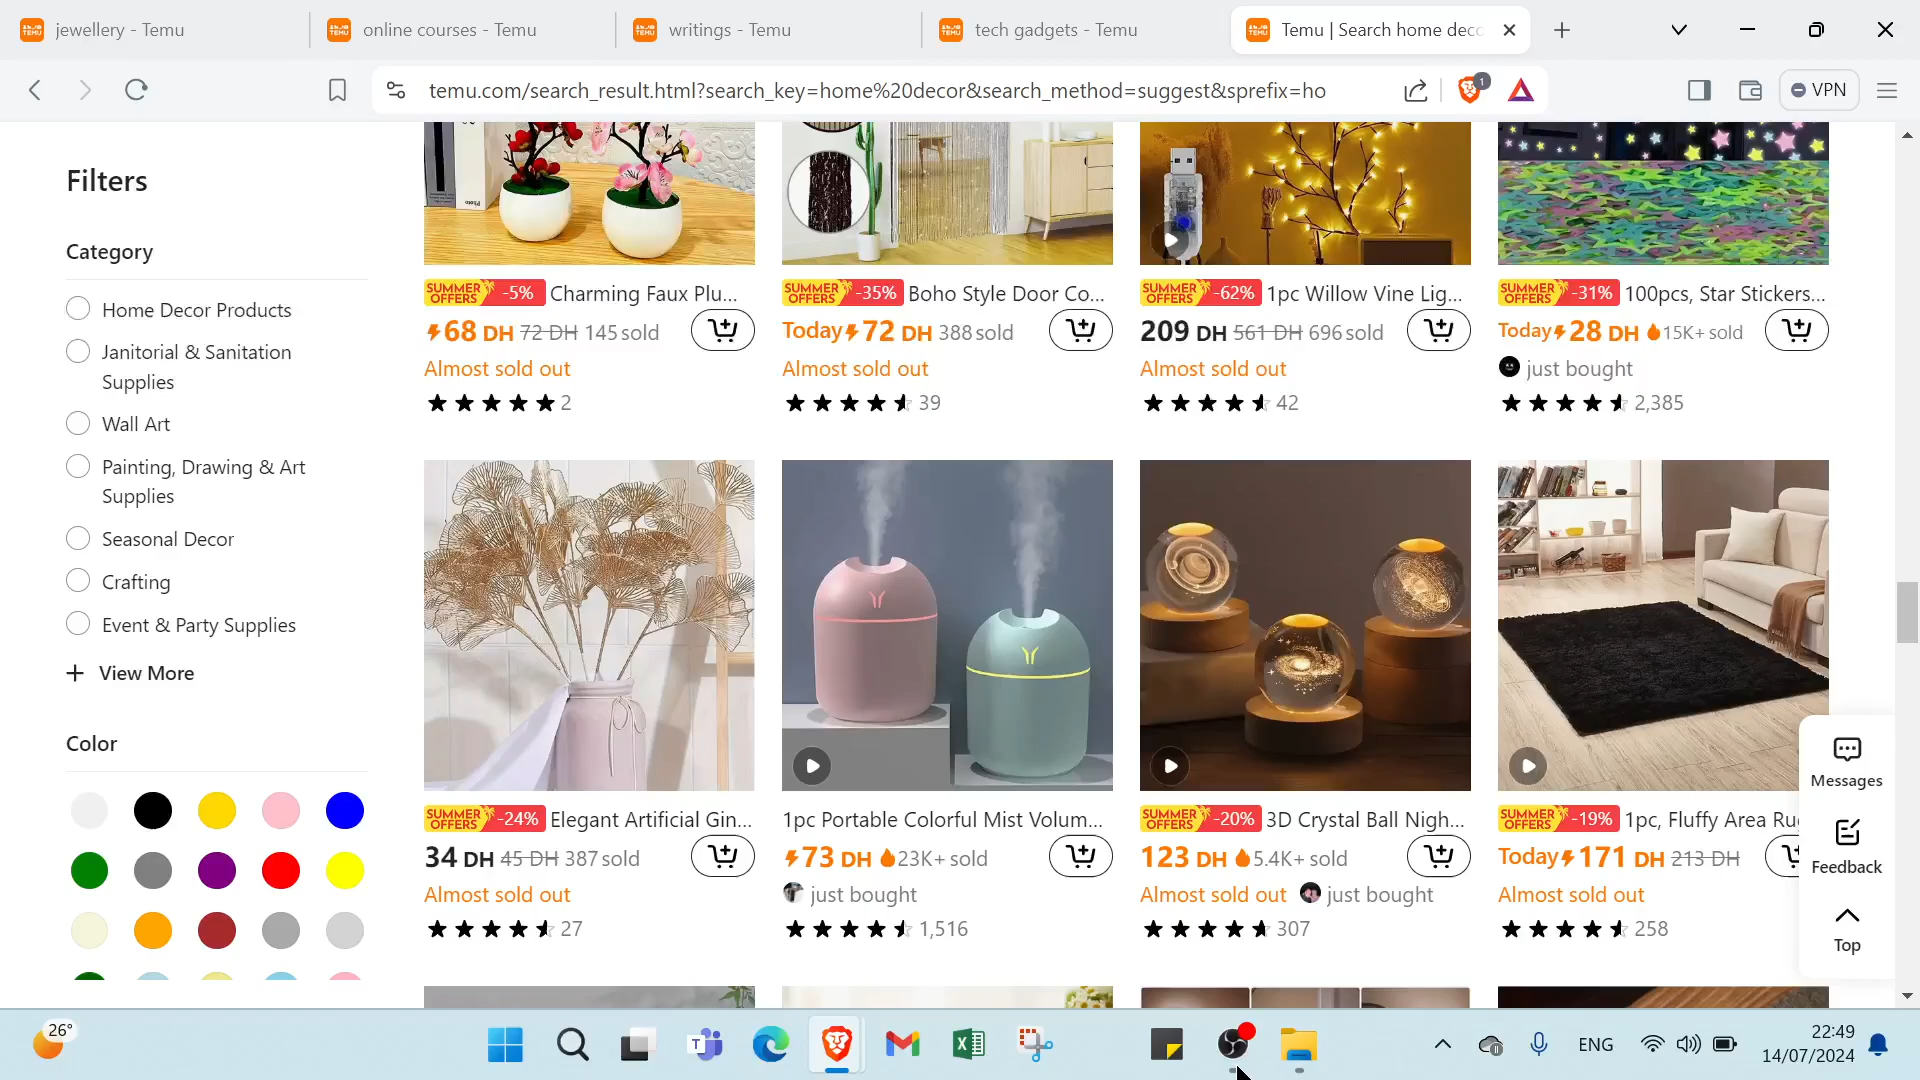 jewellery - Temu
online courses - Temu
writings - Temu
tech gadgets - Temu
Temu | Search home deco
temu.com/search_result.html?search_key=home%20decor&search_method=suggest&sprefix=ho
1
VPN
Filters
Category
Home Decor Products
Janitorial & Sanitation
Supplies
Wall Art
Painting, Drawing & Art
Supplies
Seasonal Decor
Crafting
Event & Party Supplies
+ View More
Color
SUMMER OFFERS -5% Charming Faux Plu...
68 DH 72 DH 145 sold
Almost sold out
2
SUMMER OFFERS -35% Boho Style Door Co...
Today 72 DH 388 sold
Almost sold out
39
SUMMER OFFERS -62% 1pc Willow Vine Lig...
209 DH 561 DH 696 sold
Almost sold out
42
SUMMER OFFERS -31% 100pcs, Star Stickers...
Today 28 DH 15K+ sold
just bought
2,385
SUMMER OFFERS -24% Elegant Artificial Gin...
34 DH 45 DH 387 sold
Almost sold out
27
1pc Portable Colorful Mist Volum...
73 DH 23K+ sold
just bought
1,516
SUMMER OFFERS -20% 3D Crystal Ball Nigh...
123 DH 5.4K+ sold
Almost sold out just bought
307
SUMMER OFFERS -19% 1pc, Fluffy Area Ru
Today 171 DH 213 DH
Almost sold out
258
Messages
Feedback
Top
26°
ENG
22:49
14/07/2024